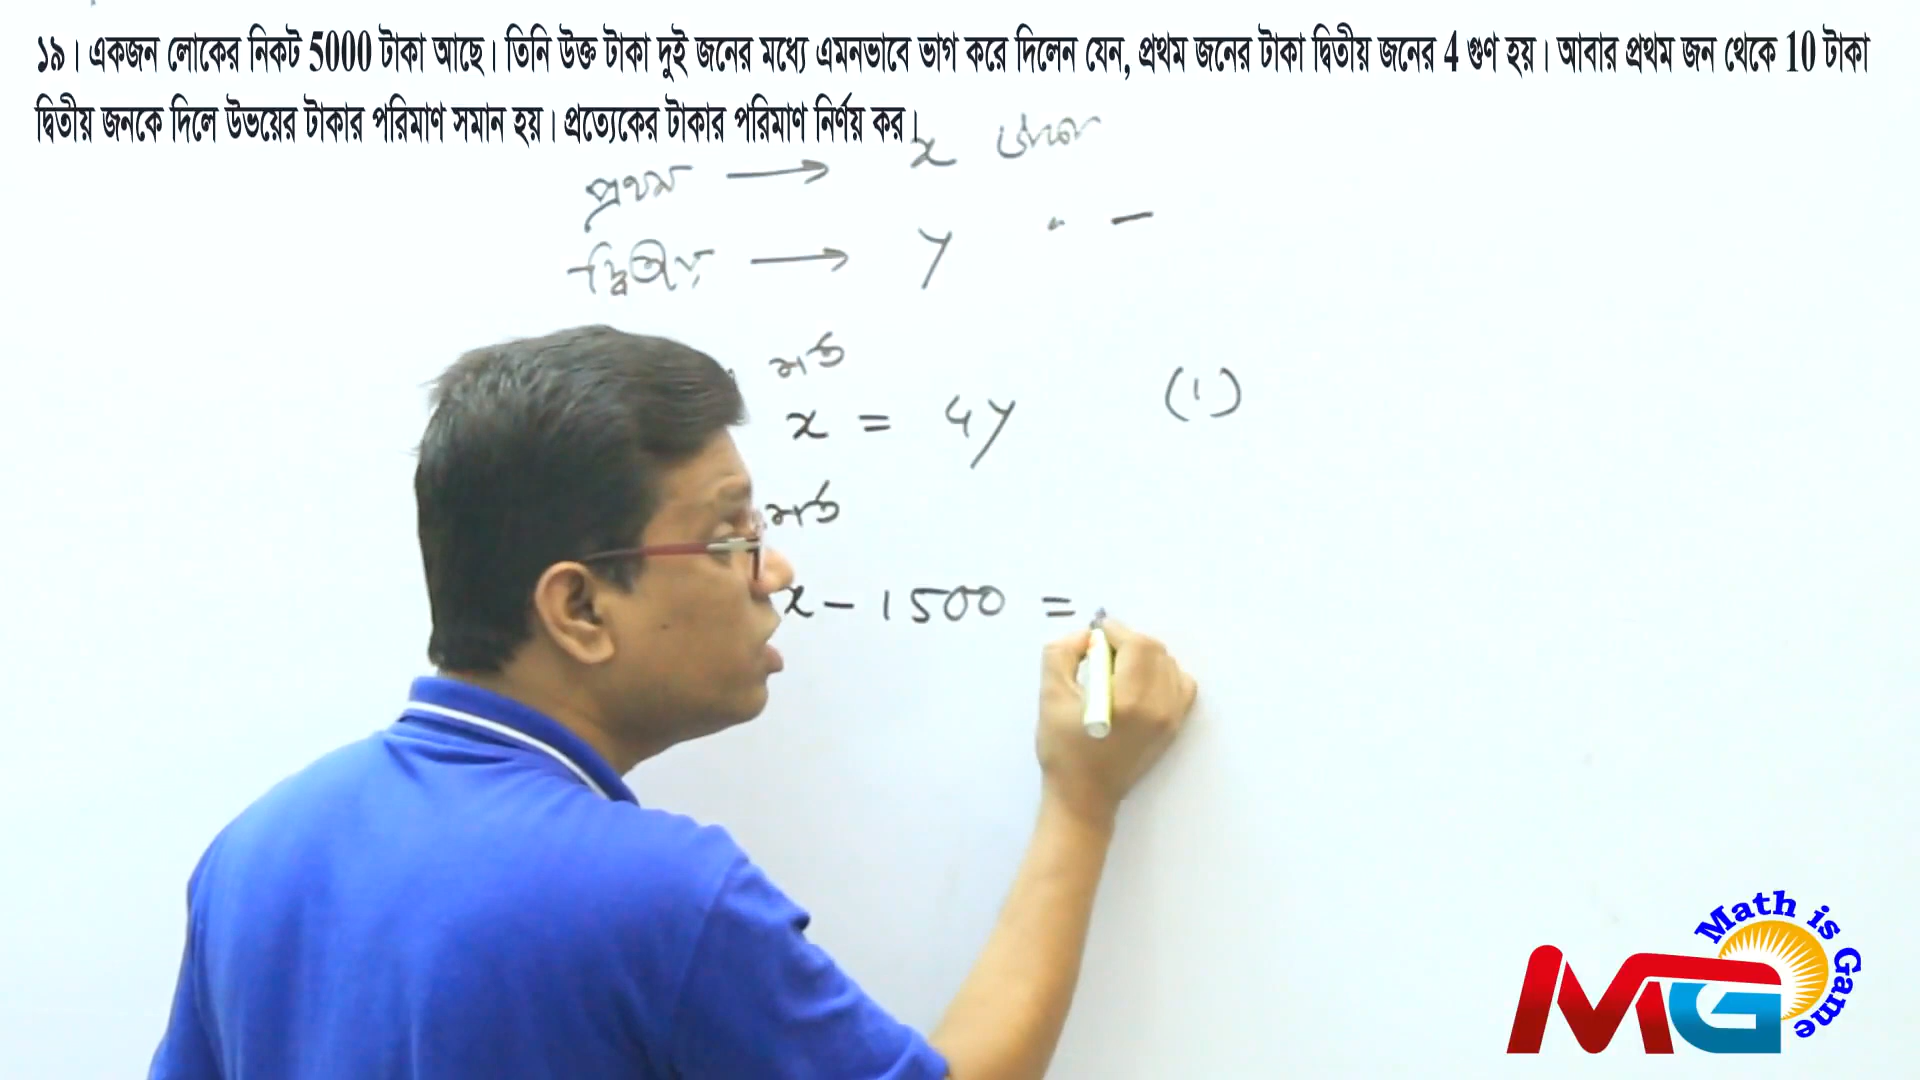 ১৯। একজন লোকের নিকট 5000 টাকা আছে। তিনি উক্ত টাকা দুই জনের মধ্যে এমনভাবে ভাগ করে দিলেন যেন, প্রথম জনের টাকা দ্বিতীয় জনের 4 গুণ হয়। আবার প্রথম জন থেকে 10 টাকা
দ্বিতীয় জনকে দিলে উভয়ের টাকার পরিমাণ সমান হয়। প্রত্যেকের টাকার পরিমাণ নির্ণয় কর।
প্রথম → x টাকা
দ্বিতীয় → y " –
শর্ত
x = 4y (1)
শর্ত
x – 1500 =
Math is Game
MG